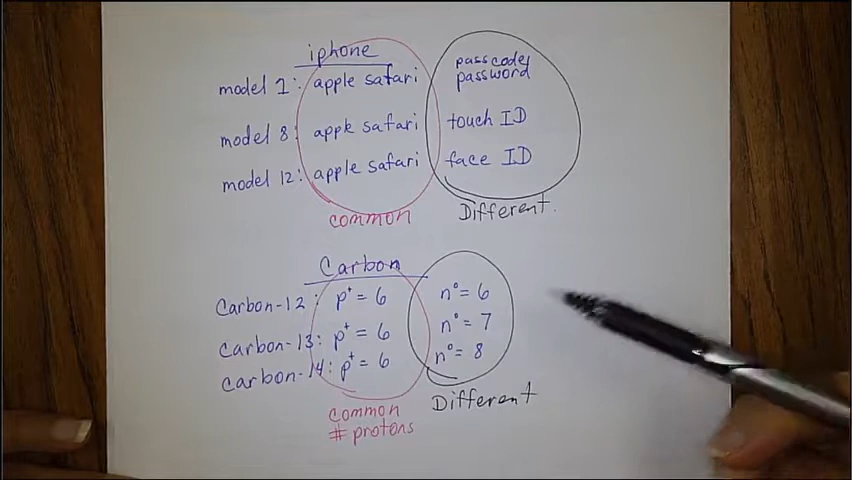 iphone
model 1: apple safari passcode/
password
model 8: apple safari touch ID
model 12: apple safari face ID
common Different.
Carbon
Carbon-12: p⁺ = 6 n° = 6
Carbon-13: p⁺ = 6 n° = 7
Carbon-14: p⁺ = 6 n° = 8
Common Different
# protons